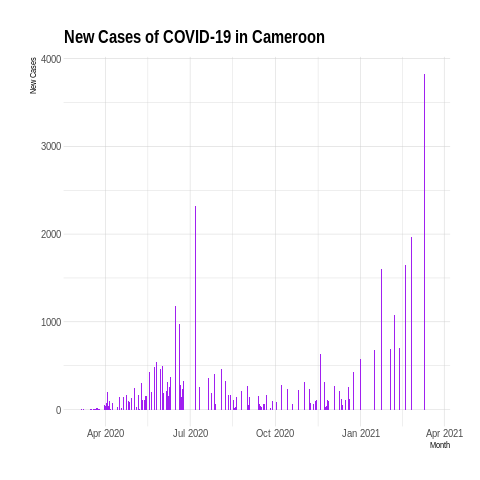 New Cases of COVID-19 in Cameroon
New Cases
4000
3000
2000
1000
0
Apr 2020 Jul 2020 Oct 2020 Jan 2021 Apr 2021
Month